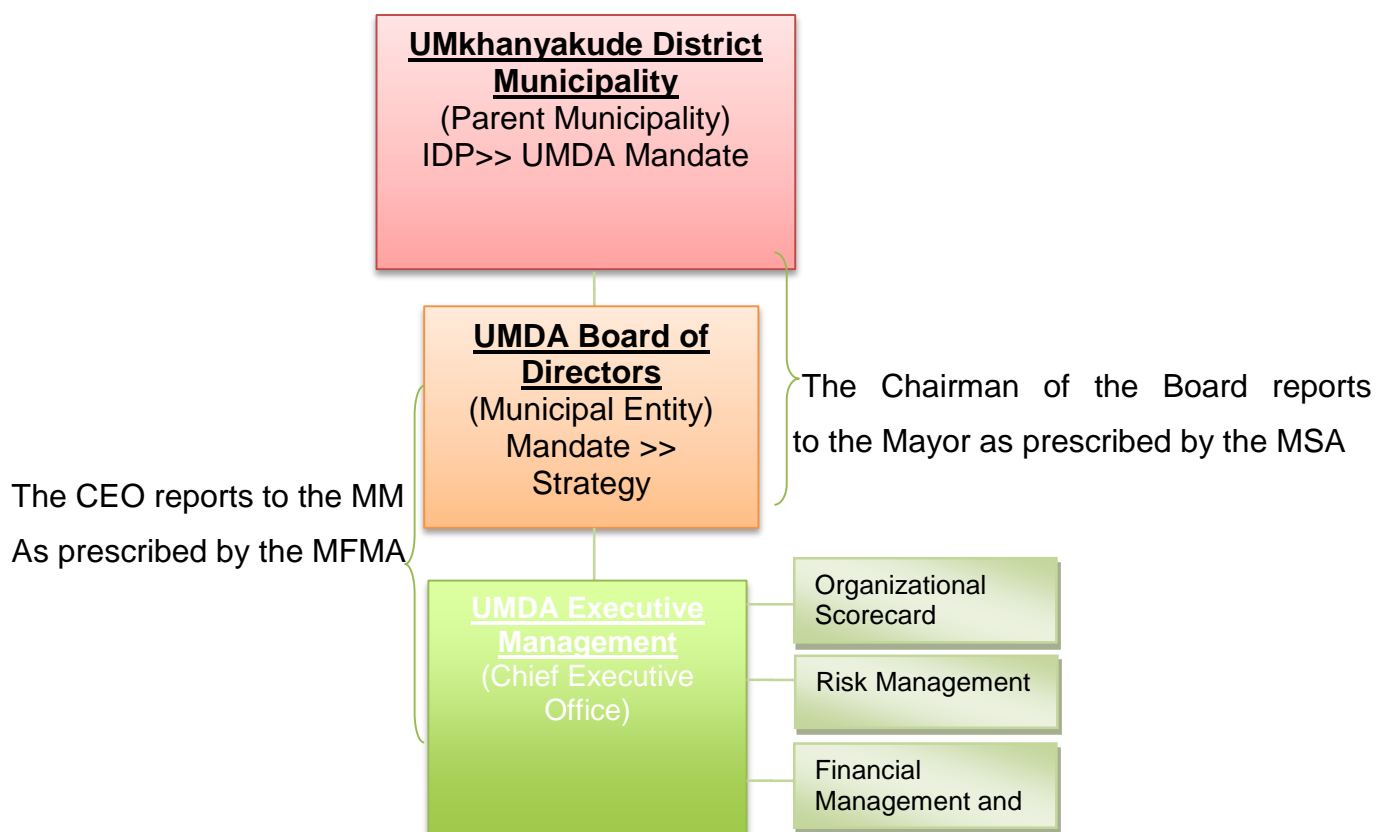 UMkhanyakude District
Municipality
(Parent Municipality)
IDP>> UMDA Mandate
UMDA Board of
Directors
(Municipal Entity)
Mandate >>
Strategy
The Chairman of the Board reports
to the Mayor as prescribed by the MSA
The CEO reports to the MM
As prescribed by the MFMA
UMDA Executive
Management
(Chief Executive
Office)
Organizational
Scorecard
Risk Management
Financial
Management and